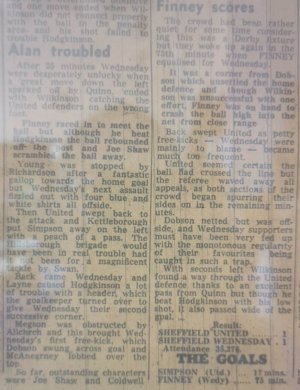 and one move ended when Wil-
kinson did not connect properly
with the ball in the penalty
area and his shot failed to
trouble Hodgkinson.
Alan troubled
After 25 minutes Wednesday
were desperately unlucky when
a great move down the left
sparked off by Quinn, ended
with Wilkinson catching the
United defenders on the wrong
foot.
Finney raced in to meet the
ball but although he beat
Hodgkinson the ball rebounded
off the post and Joe Shaw
scrambled the ball away.
Young was stopped by
Richardson after a fantastic
gallop towards the home goal
but Wednesday's next assault
fizzled out with four blue and
white shirts all offside.
Then United swept back to
the attack and Kettleborough
put Simpson away on the left
with a peach of a pass. The
Hillsborough brigade would
have been in real trouble had
it not been for a magnificent
tackle by Swan.
Back came Wednesday and
Layne caused Hodgkinson a lot
of trouble with a header, which
the goalkeeper turned over to
give Wednesday their second
successive corner.
Megson was obstructed by
Allchurch and this brought Wed-
nesday's first free-kick, which
Dobson swung across goal and
McAnearney lobbed over the
top.
So far, outstanding characters
were Joe Shaw and Coldwell
Finney scores
The crowd had been rather
quiet for some time consider-
ing this was a Derby fixture
but they woke up again in the
76th minute when FINNEY
equalised for Wednesday.
It was a corner from Dob-
son which unsettled the home
defence and though Wilkin-
son was unsuccessful with one
effort, Finney was on hand to
crash the ball high into the
net from close range
Back swept United as petty
free-kicks — Wednesday were
mainly to blame — became
much too frequent.
United seemed certain the
ball had crossed the line but
the referee waved away all
appeals, as both sections of the
crowd began spurring their
sides on in the remaining min-
utes.
Dobson netted but was off-
side, and Wednesday supporters
must have been very fed up
with the monotonous regularity
of their favourites being
caught in such a trap.
With seconds left Wilkinson
found a way through the United
defence thanks to an excellent
pass from Quinn but though he
beat Hodgkinson with his low
shot, it also passed wide of the
goal.
Result:
SHEFFIELD UNITED 1
SHEFFIELD WEDNESDAY . 1
Attendance 35,276
THE GOALS
SIMPSON (Utd.) 17 mins.
FINNEY (Wedy) ...... 76 mins.